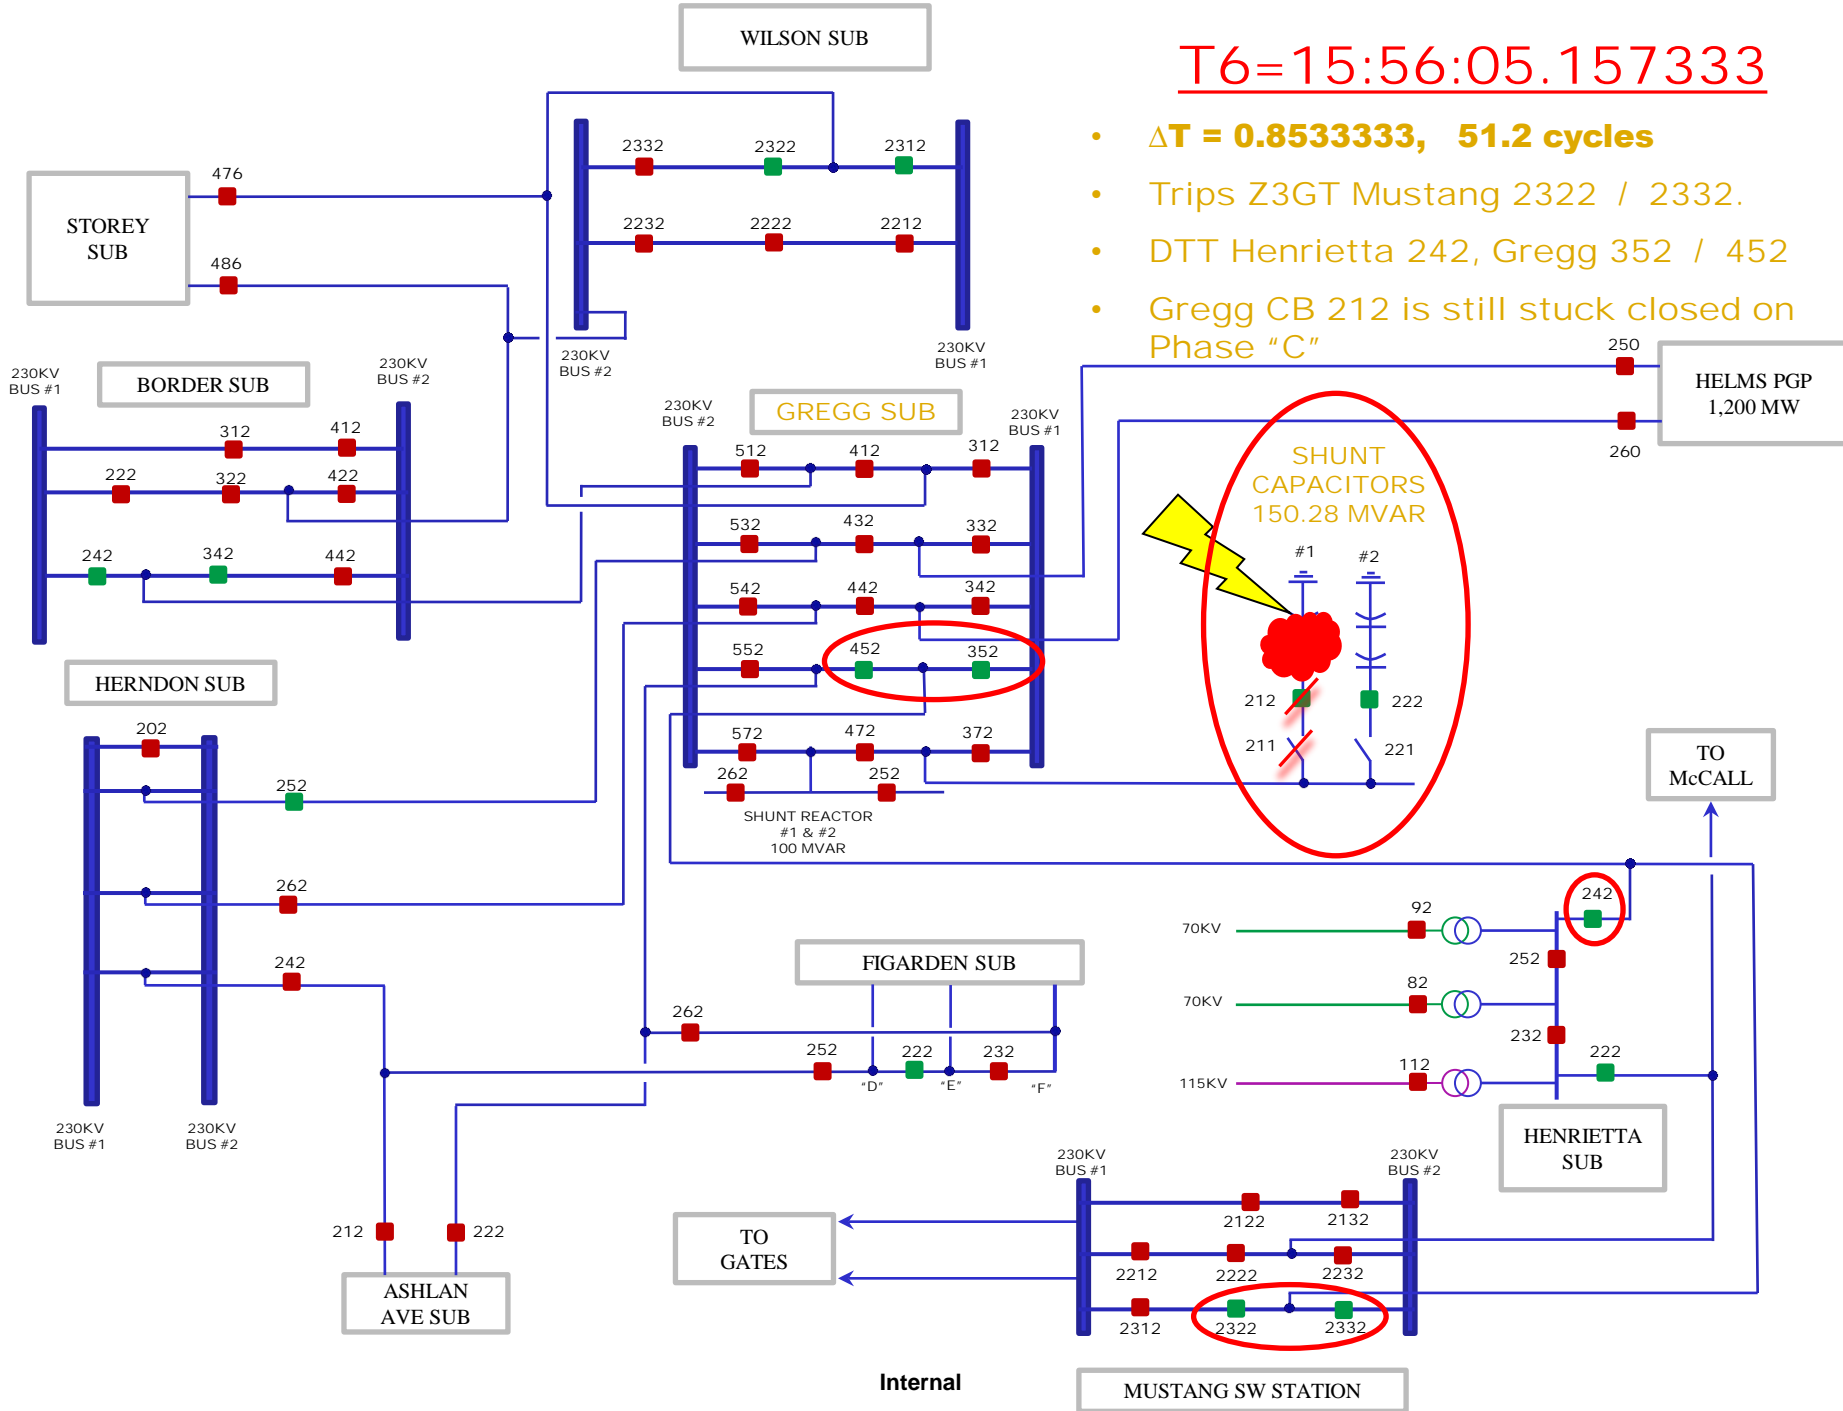 WILSON SUB
T6=15:56:05.157333
• ΔT = 0.8533333, 51.2 cycles
• Trips Z3GT Mustang 2322 / 2332.
• DTT Henrietta 242, Gregg 352 / 452
• Gregg CB 212 is still stuck closed on
Phase “C”
2332
2322
2312
2232
2222
2212
230KV
BUS #2
230KV
BUS #1
STOREY
SUB
476
486
BORDER SUB
230KV
BUS #1
230KV
BUS #2
312
412
222
322
422
242
342
442
GREGG SUB
230KV
BUS #2
230KV
BUS #1
512
412
312
532
432
332
542
442
342
552
452
352
572
472
372
262
252
SHUNT REACTOR
#1 & #2
100 MVAR
250
260
HELMS PGP
1,200 MW
SHUNT
CAPACITORS
150.28 MVAR
#1
#2
212
222
211
221
HERNDON SUB
202
252
262
242
230KV
BUS #1
230KV
BUS #2
FIGARDEN SUB
262
252
222
232
“D”
“E”
“F”
212
222
ASHLAN
AVE SUB
TO
McCALL
242
70KV
92
252
70KV
82
232
115KV
112
222
HENRIETTA
SUB
230KV
BUS #1
230KV
BUS #2
2122
2132
TO
GATES
2212
2222
2232
2312
2322
2332
MUSTANG SW STATION
Internal